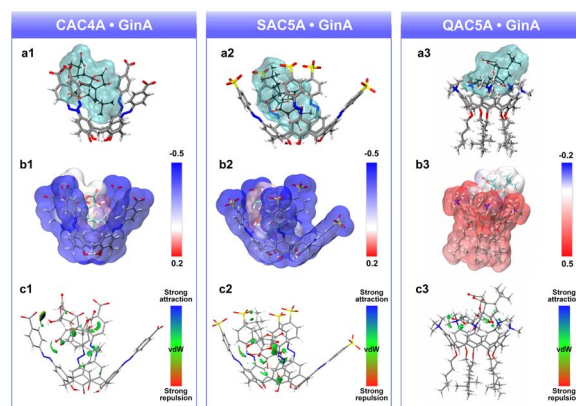 CAC4A • GinA
SAC5A • GinA
QAC5A • GinA
a1
a2
a3
b1
-0.5
0.2
b2
-0.5
0.2
b3
-0.2
0.5
c1
Strong
attraction
vdW
Strong
repulsion
c2
Strong
attraction
vdW
Strong
repulsion
c3
Strong
attraction
vdW
Strong
repulsion